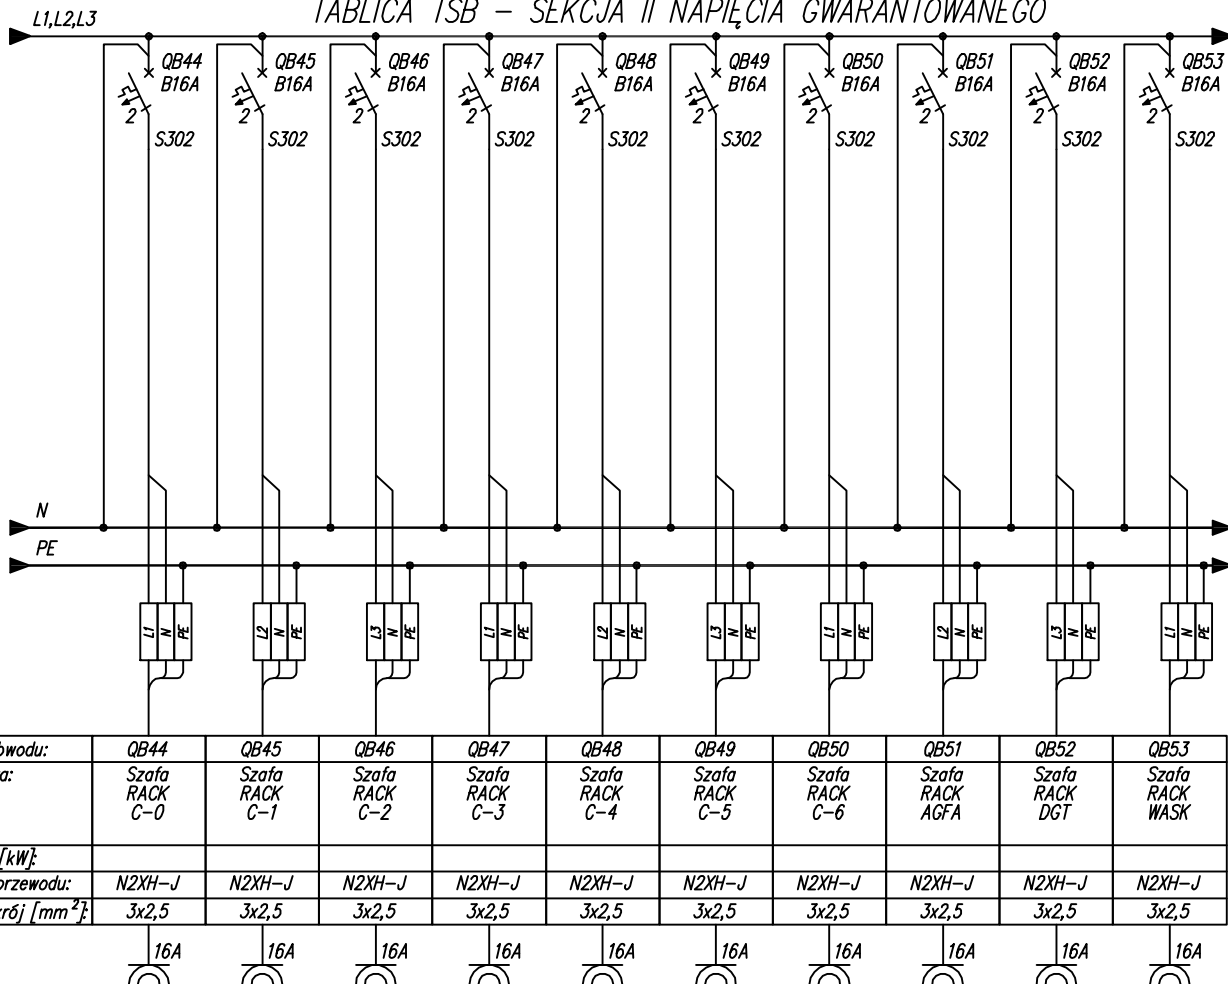 TABLICA TSB – SEKCJA II NAPIĘCIA GWARANTOWANEGO
L1,L2,L3
QB44 QB45 QB46 QB47 QB48 QB49 QB50 QB51 QB52 QB53
B16A B16A B16A B16A B16A B16A B16A B16A B16A B16A
2 2 2 2 2 2 2 2 2 2
S302 S302 S302 S302 S302 S302 S302 S302 S302 S302
N
PE
L1 N PE L2 N PE L3 N PE L1 N PE L2 N PE L3 N PE L1 N PE L2 N PE L3 N PE L1 N PE
bwodu: QB44 QB45 QB46 QB47 QB48 QB49 QB50 QB51 QB52 QB53
a: Szafa Szafa Szafa Szafa Szafa Szafa Szafa Szafa Szafa Szafa
RACK RACK RACK RACK RACK RACK RACK RACK RACK RACK
C-0 C-1 C-2 C-3 C-4 C-5 C-6 AGFA DGT WASK
[kW]:
orzewodu: N2XH-J N2XH-J N2XH-J N2XH-J N2XH-J N2XH-J N2XH-J N2XH-J N2XH-J N2XH-J
krój [mm²]: 3x2,5 3x2,5 3x2,5 3x2,5 3x2,5 3x2,5 3x2,5 3x2,5 3x2,5 3x2,5
16A 16A 16A 16A 16A 16A 16A 16A 16A 16A